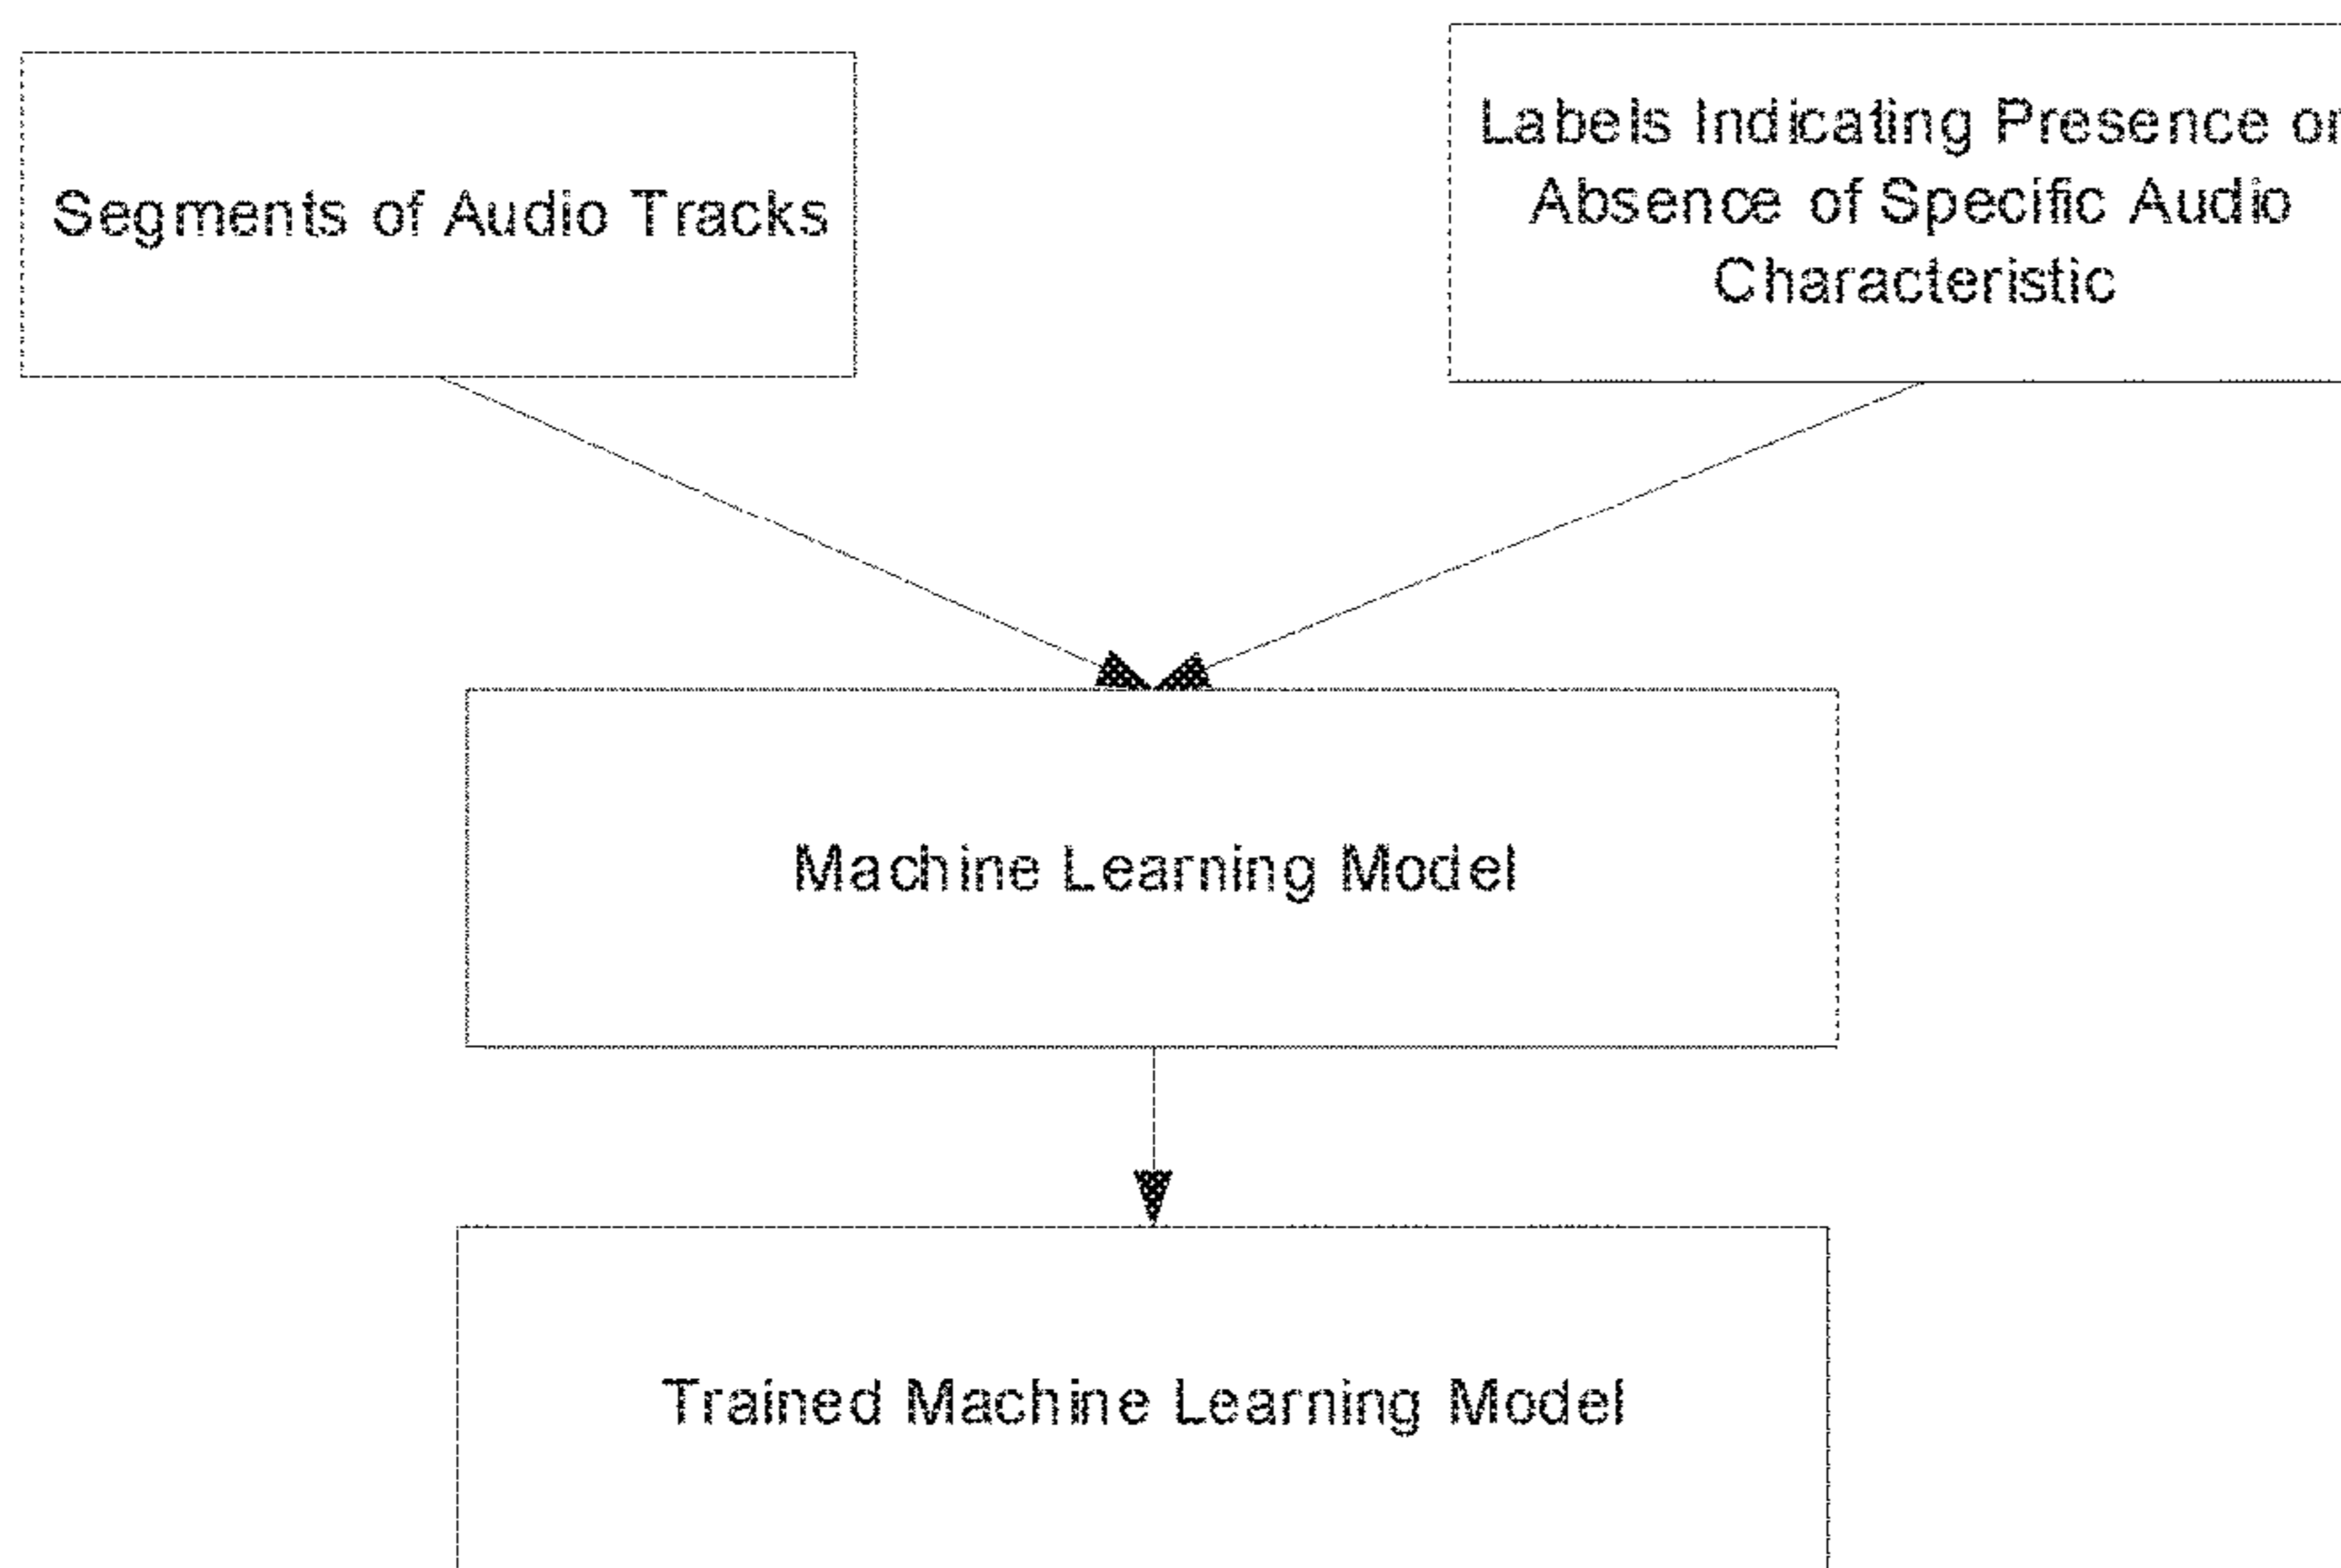 Segments of Audio Tracks
Labels Indicating Presence or
Absence of Specific Audio
Characteristic
Machine Learning Model
Trained Machine Learning Model